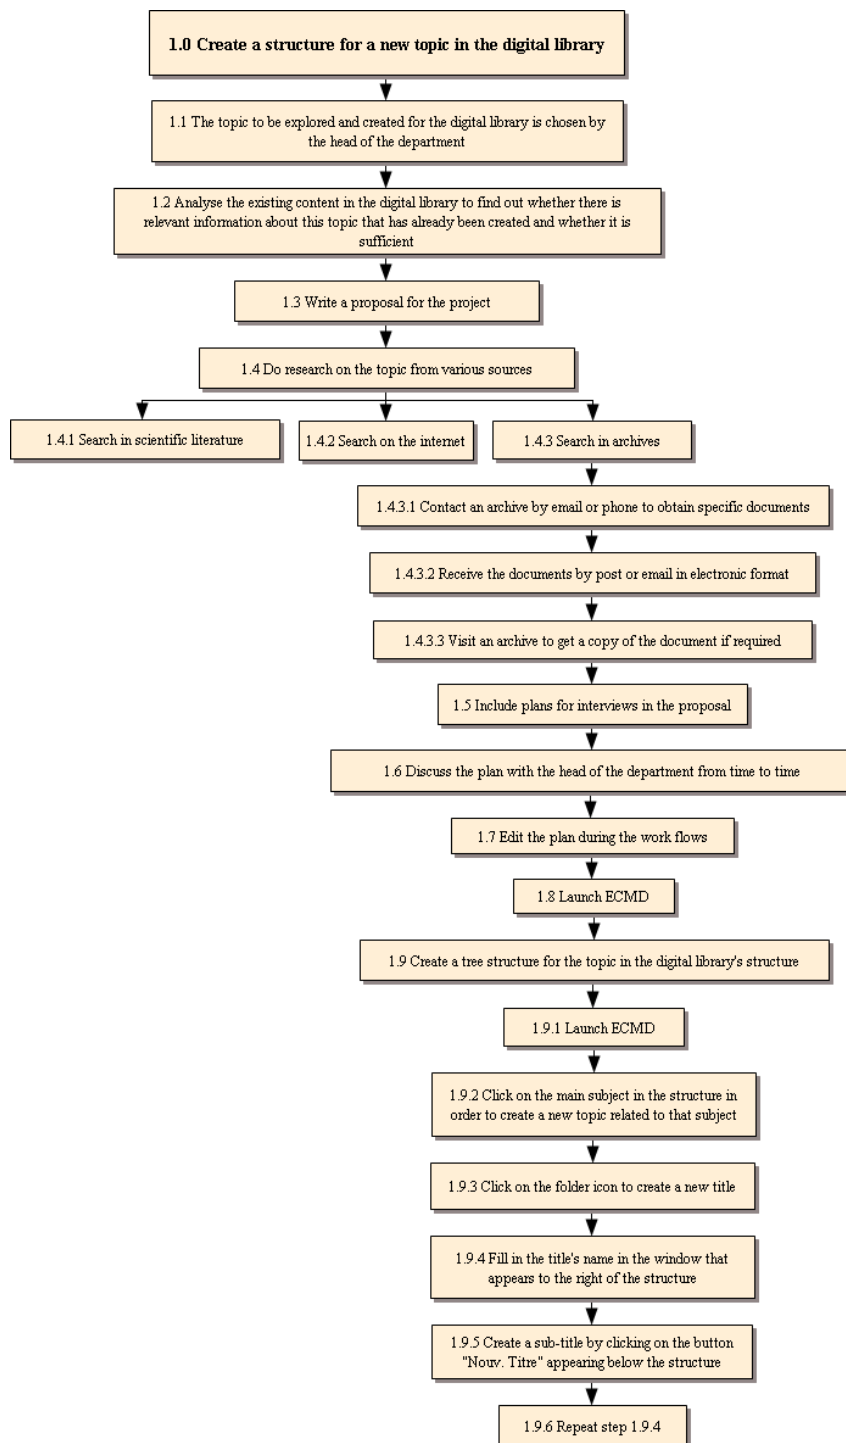 1.0 Create a structure for a new topic in the digital library
1.1 The topic to be explored and created for the digital library is chosen by
the head of the department
1.2 Analyse the existing content in the digital library to find out whether there is
relevant information about this topic that has already been created and whether it is
sufficient
1.3 Write a proposal for the project
1.4 Do research on the topic from various sources
1.4.1 Search in scientific literature
1.4.2 Search on the internet
1.4.3 Search in archives
1.4.3.1 Contact an archive by email or phone to obtain specific documents
1.4.3.2 Receive the documents by post or email in electronic format
1.4.3.3 Visit an archive to get a copy of the document if required
1.5 Include plans for interviews in the proposal
1.6 Discuss the plan with the head of the department from time to time
1.7 Edit the plan during the work flows
1.8 Launch ECMD
1.9 Create a tree structure for the topic in the digital library's structure
1.9.1 Launch ECMD
1.9.2 Click on the main subject in the structure in
order to create a new topic related to that subject
1.9.3 Click on the folder icon to create a new title
1.9.4 Fill in the title's name in the window that
appears to the right of the structure
1.9.5 Create a sub-title by clicking on the button
"Nouv. Titre" appearing below the structure
1.9.6 Repeat step 1.9.4